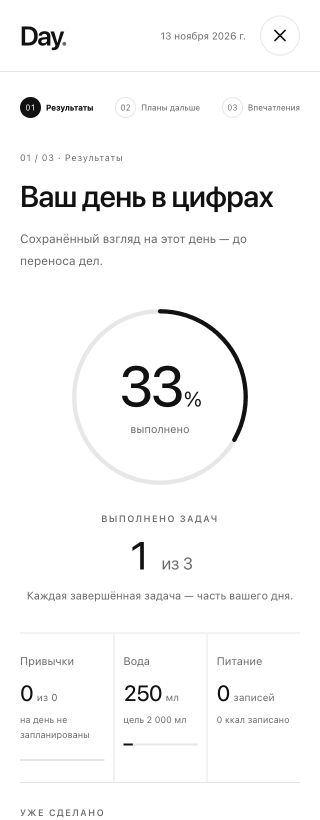 Day.
13 ноября 2026 г.
01 Результаты 02 Планы дальше 03 Впечатления
01 / 03 · Результаты
Ваш день в цифрах
Сохранённый взгляд на этот день — до
переноса дел.
33%
выполнено
ВЫПОЛНЕНО ЗАДАЧ
1 из 3
Каждая завершённая задача — часть вашего дня.
Привычки
0 из 0
на день не
запланированы
Вода
250 мл
цель 2 000 мл
Питание
0 записей
0 ккал записано
УЖЕ СДЕЛАНО